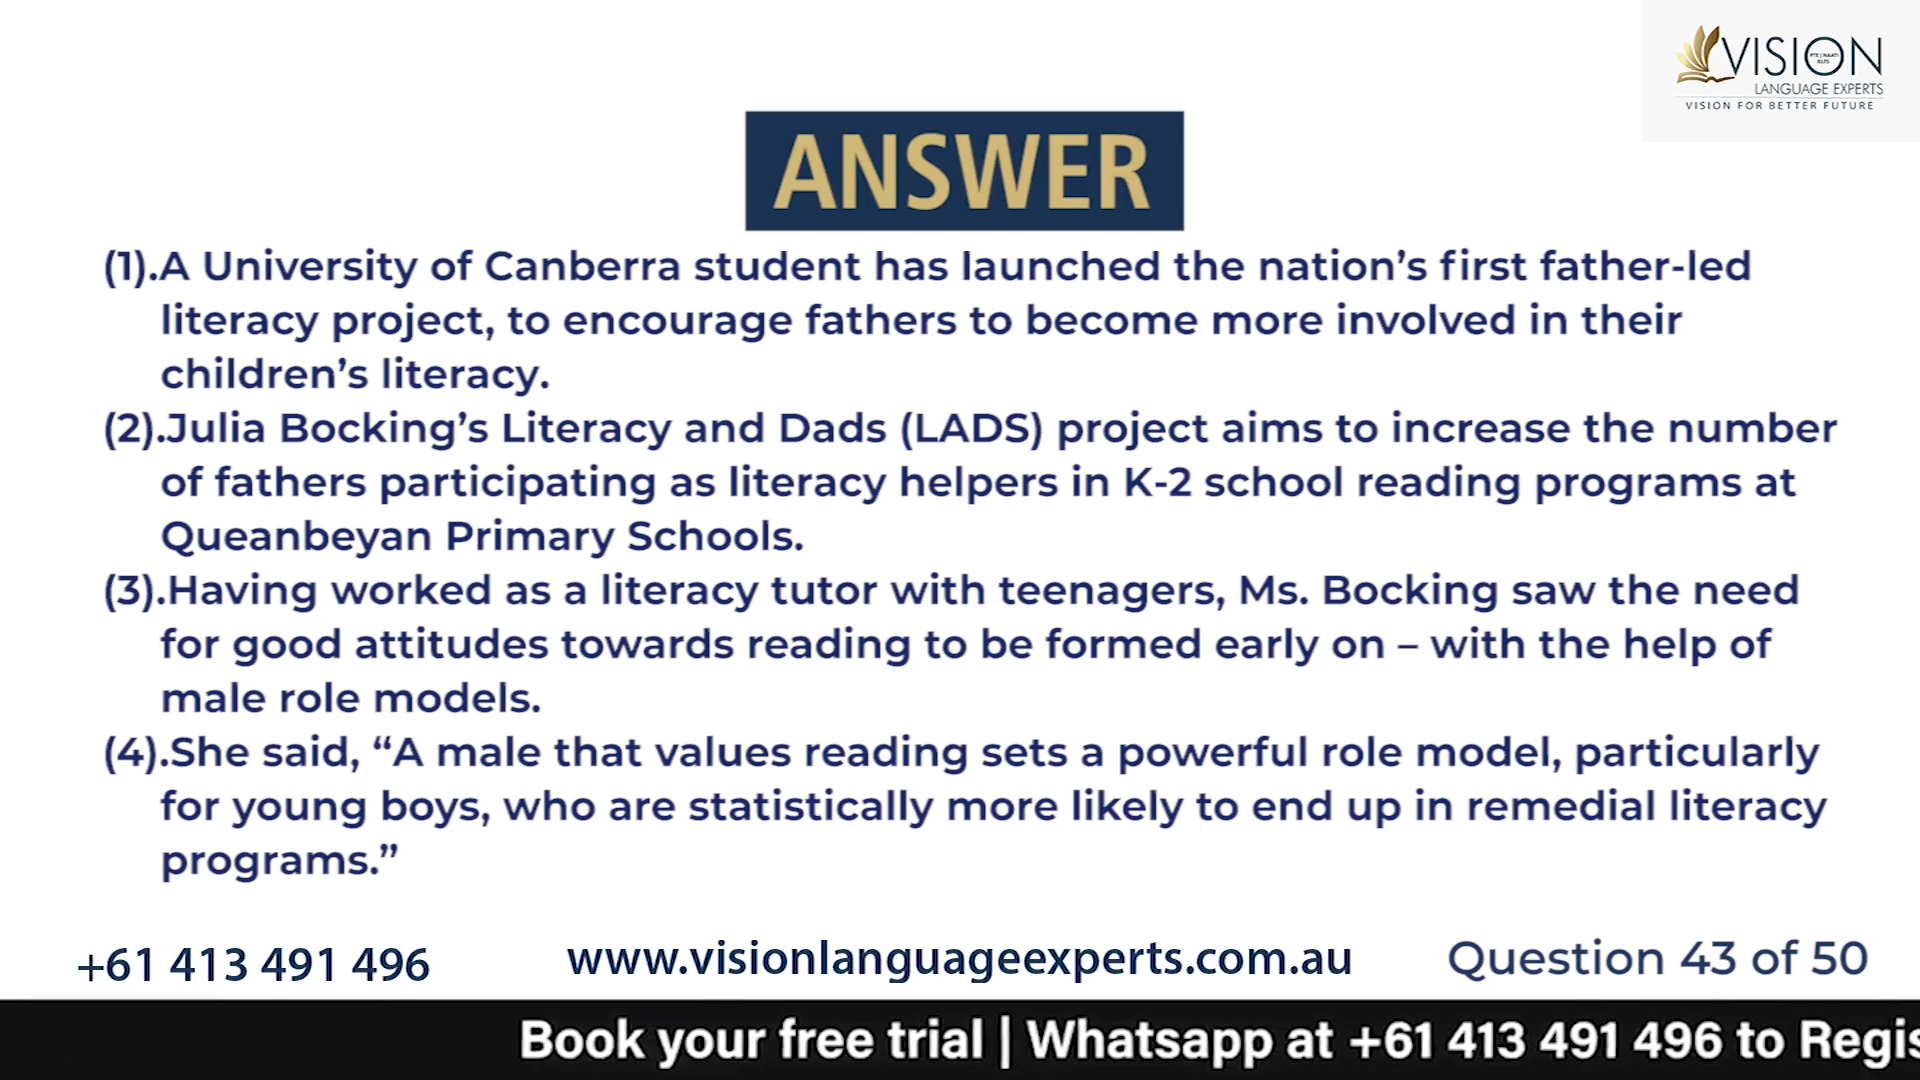 VISION
LANGUAGE EXPERTS
VISION FOR BETTER FUTURE
ANSWER
(1).A University of Canberra student has launched the nation’s first father-led
literacy project, to encourage fathers to become more involved in their
children’s literacy.
(2).Julia Bocking’s Literacy and Dads (LADS) project aims to increase the number
of fathers participating as literacy helpers in K-2 school reading programs at
Queanbeyan Primary Schools.
(3).Having worked as a literacy tutor with teenagers, Ms. Bocking saw the need
for good attitudes towards reading to be formed early on – with the help of
male role models.
(4).She said, “A male that values reading sets a powerful role model, particularly
for young boys, who are statistically more likely to end up in remedial literacy
programs.”
+61 413 491 496
www.visionlanguageexperts.com.au
Question 43 of 50
Book your free trial | Whatsapp at +61 413 491 496 to Regis